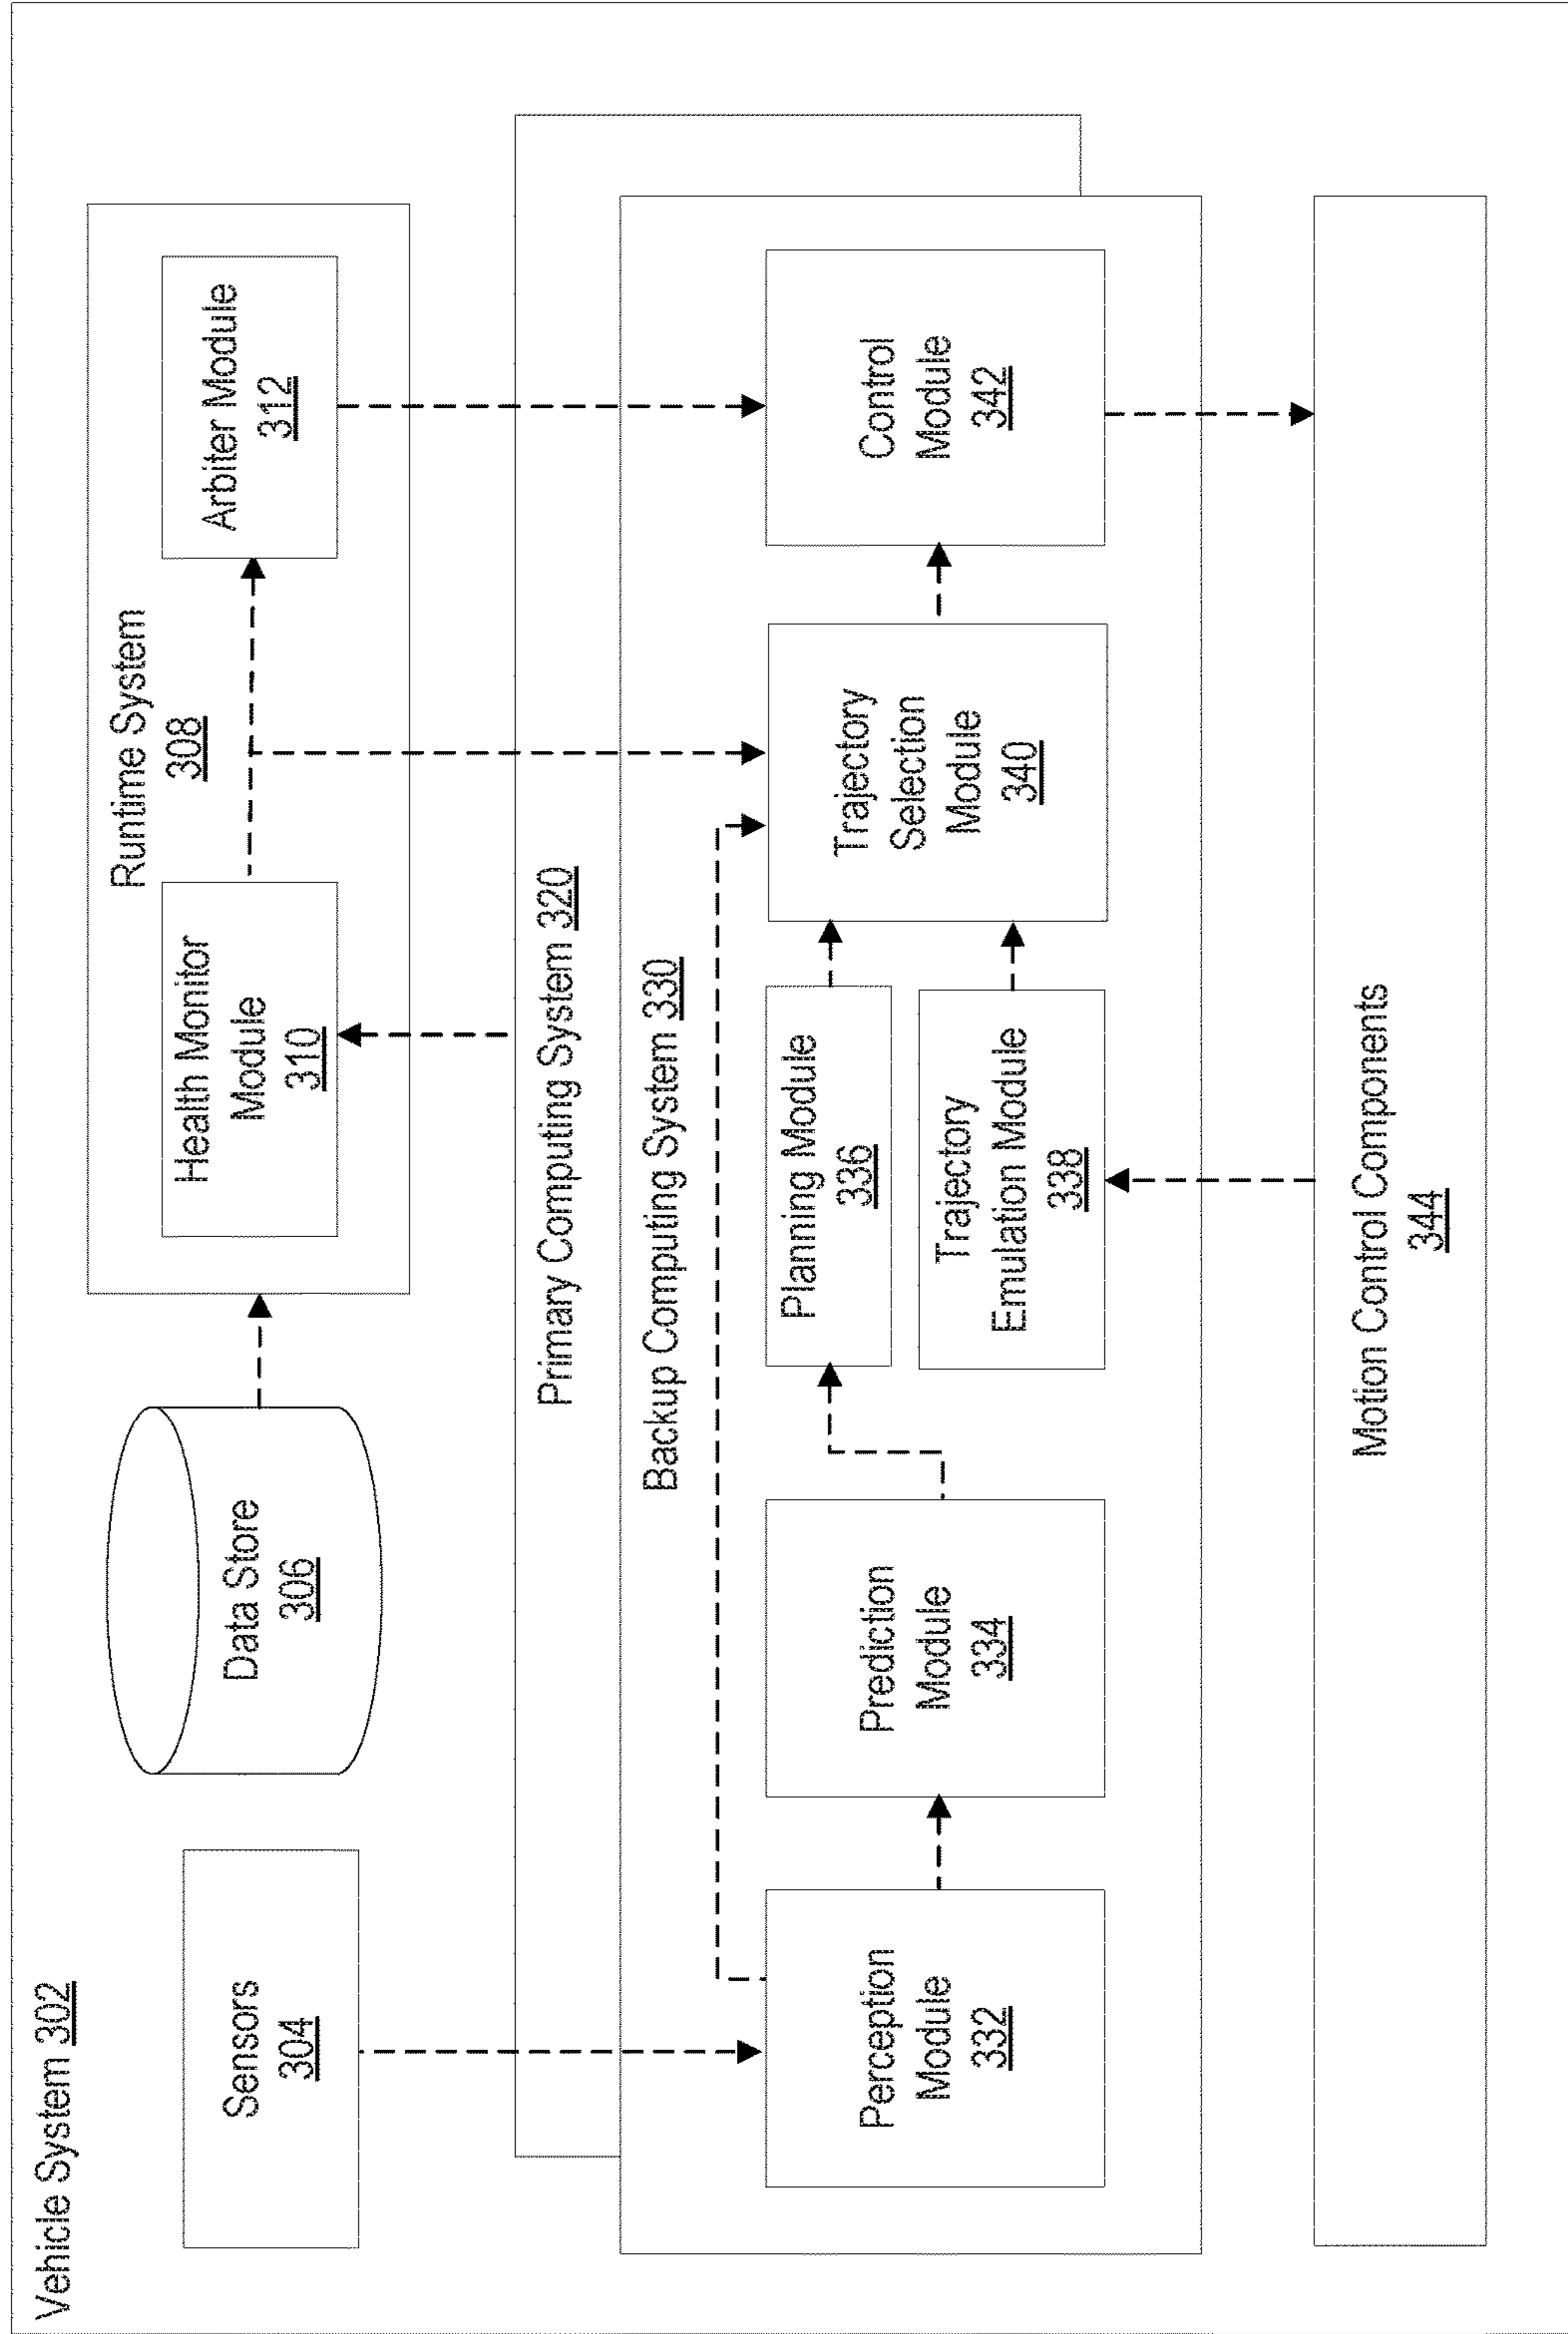 Vehicle System 302
Sensors
304
Data Store
306
Runtime System
308
Health Monitor
Module
310
Arbiter Module
312
Primary Computing System 320
Backup Computing System 330
Perception
Module
332
Prediction
Module
334
Planning Module
336
Trajectory
Emulation Module
338
Trajectory
Selection
Module
340
Control
Module
342
Motion Control Components
344